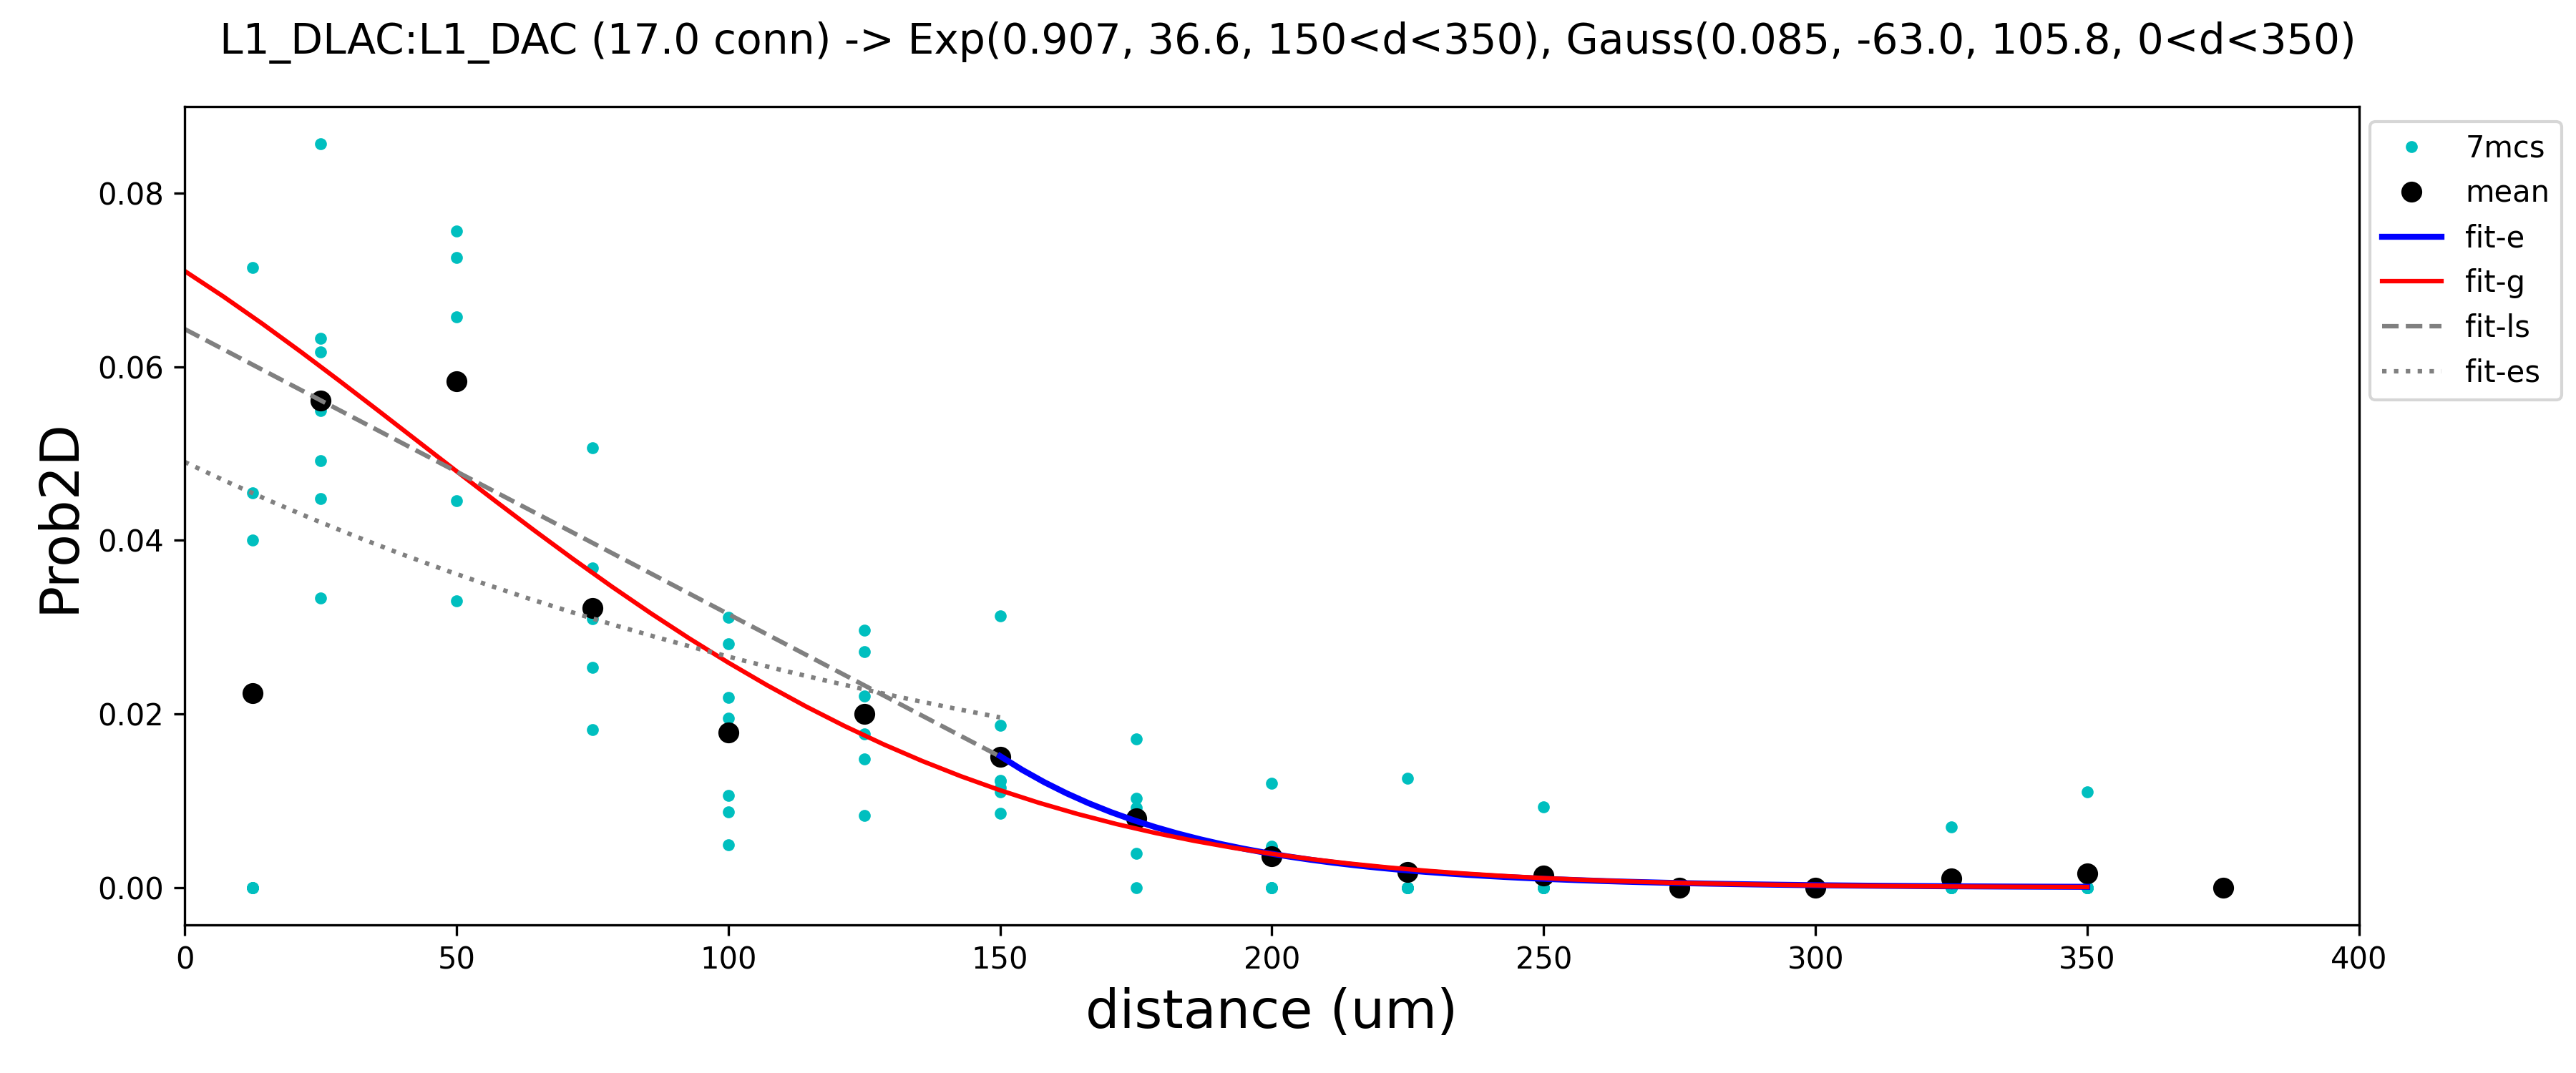 L1_DLAC:L1_DAC (17.0 conn) -> Exp(0.907, 36.6, 150<d<350), Gauss(0.085, -63.0, 105.8, 0<d<350)
7mcs
mean
fit-e
fit-g
fit-ls
fit-es
Prob2D
0.08
0.06
0.04
0.02
0.00
0 50 100 150 200 250 300 350 400
distance (um)